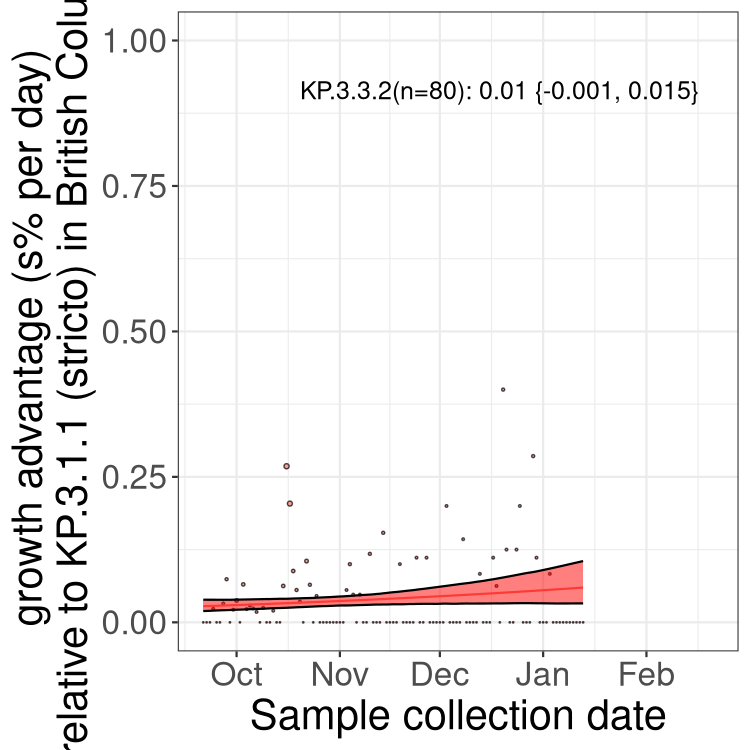 growth advantage (s% per day)
relative to KP.3.1.1 (stricto) in British Colu
1.00
0.75
0.50
0.25
0.00
KP.3.3.2(n=80): 0.01 {-0.001, 0.015}
Oct Nov Dec Jan Feb
Sample collection date